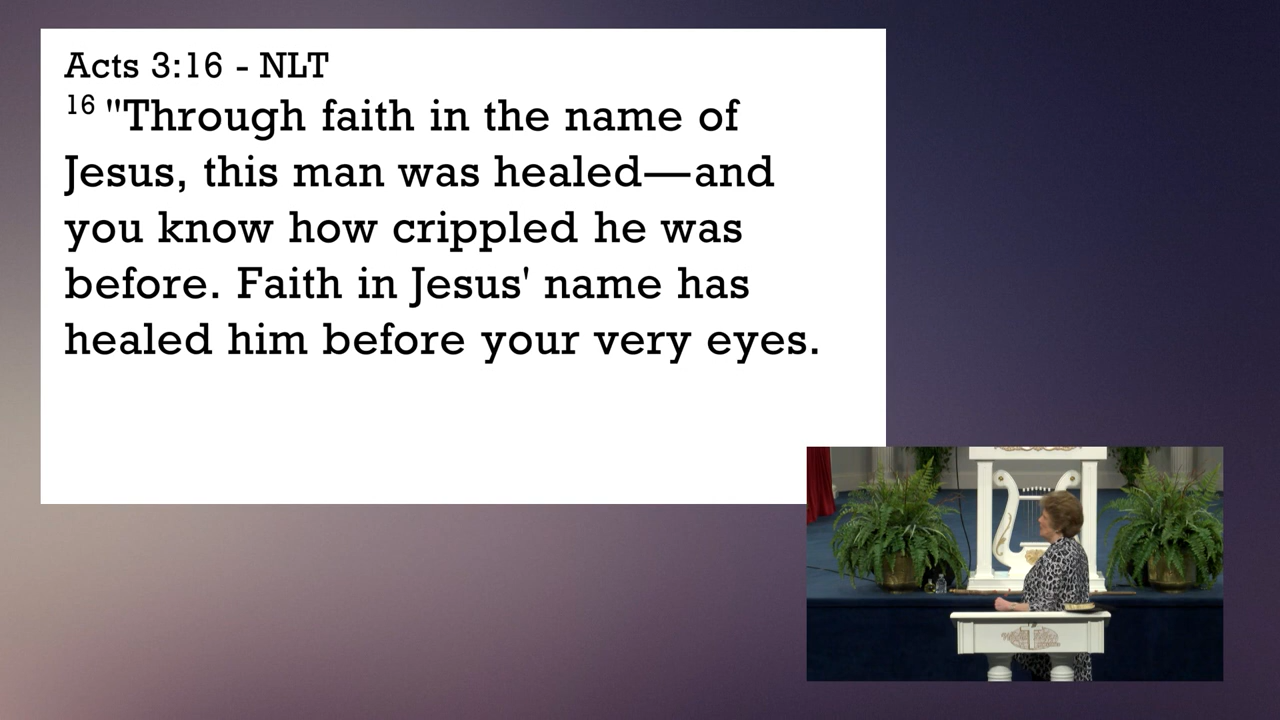 Acts 3:16 - NLT
16 "Through faith in the name of
Jesus, this man was healed—and
you know how crippled he was
before. Faith in Jesus' name has
healed him before your very eyes.